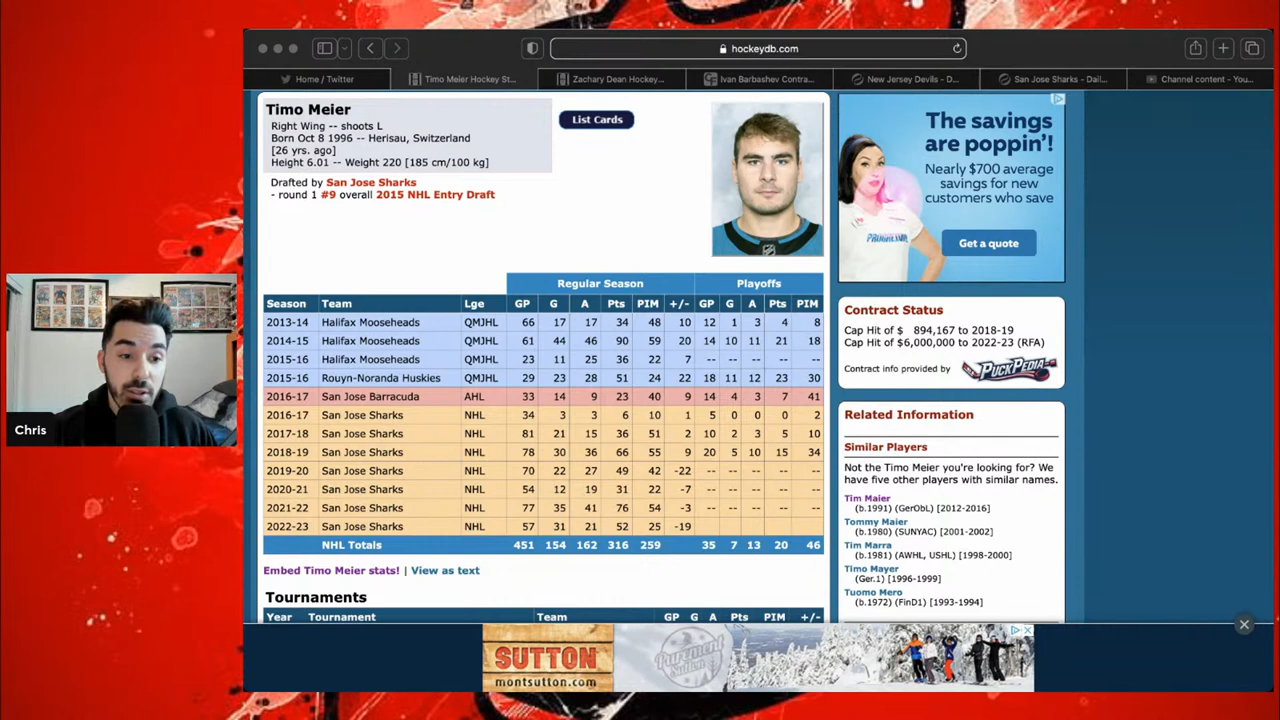 hockeydb.com
Home / Twitter
Timo Meier Hockey St...
Zachary Dean Hockey...
Ivan Barbashev Contra...
New Jersey Devils - D...
San Jose Sharks - Dail...
Channel content - You...
Timo Meier
Right Wing -- shoots L
Born Oct 8 1996 -- Herisau, Switzerland
[26 yrs. ago]
Height 6.01 -- Weight 220 [185 cm/100 kg]
Drafted by San Jose Sharks
- round 1 #9 overall 2015 NHL Entry Draft
List Cards
Regular Season Playoffs
Season Team Lge GP G A Pts PIM +/- GP G A Pts PIM
2013-14 Halifax Mooseheads QMJHL 66 17 17 34 48 10 12 1 3 4 8
2014-15 Halifax Mooseheads QMJHL 61 44 46 90 59 20 14 10 11 21 18
2015-16 Halifax Mooseheads QMJHL 23 11 25 36 22 7 -- -- -- -- --
2015-16 Rouyn-Noranda Huskies QMJHL 29 23 28 51 24 22 18 11 12 23 30
2016-17 San Jose Barracuda AHL 33 14 9 23 40 9 14 4 3 7 41
2016-17 San Jose Sharks NHL 34 3 3 6 10 1 5 0 0 0 2
2017-18 San Jose Sharks NHL 81 21 15 36 51 2 10 2 3 5 10
2018-19 San Jose Sharks NHL 78 30 36 66 55 9 20 5 10 15 34
2019-20 San Jose Sharks NHL 70 22 27 49 42 -22 -- -- -- -- --
2020-21 San Jose Sharks NHL 54 12 19 31 22 -7 -- -- -- -- --
2021-22 San Jose Sharks NHL 77 35 41 76 54 -3 -- -- -- -- --
2022-23 San Jose Sharks NHL 57 31 21 52 25 -19
NHL Totals 451 154 162 316 259 35 7 13 20 46
Embed Timo Meier stats! | View as text
Tournaments
Year Tournament Team GP G A Pts PIM +/-
The savings
are poppin'!
Nearly $700 average
savings for new
customers who save
Get a quote
Contract Status
Cap Hit of $ 894,167 to 2018-19
Cap Hit of $6,000,000 to 2022-23 (RFA)
Contract info provided by PUCKPEDIA
Related Information
Similar Players
Not the Timo Meier you're looking for? We
have five other players with similar names.
Tim Maier
(b.1991) (GerObL) [2012-2016]
Tommy Maier
(b.1980) (SUNYAC) [2001-2002]
Tim Marra
(b.1981) (AWHL, USHL) [1998-2000]
Timo Mayer
(Ger.1) [1996-1999]
Tuomo Mero
(b.1972) (FinD1) [1993-1994]
Chris
SUTTON
montsutton.com